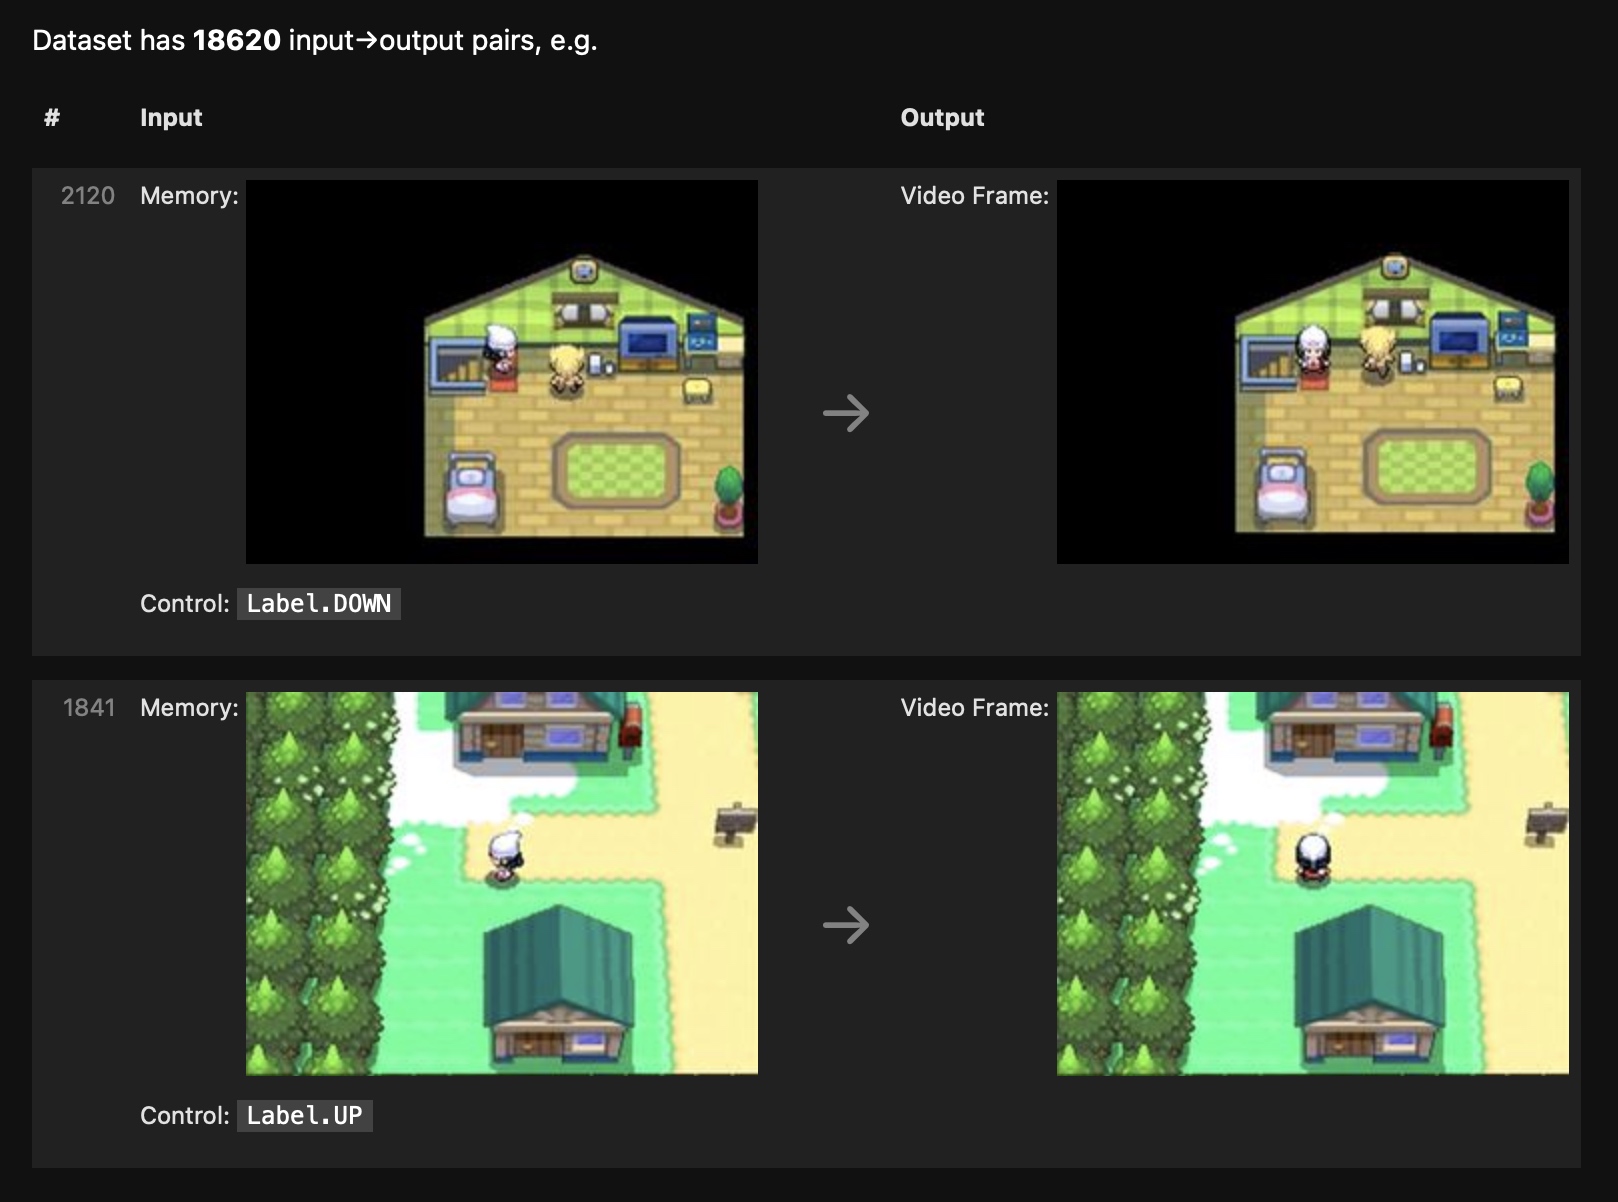 Dataset has 18620 input→output pairs, e.g.
# Input Output
2120 Memory: Video Frame:
→
Control: Label.DOWN
1841 Memory: Video Frame:
→
Control: Label.UP